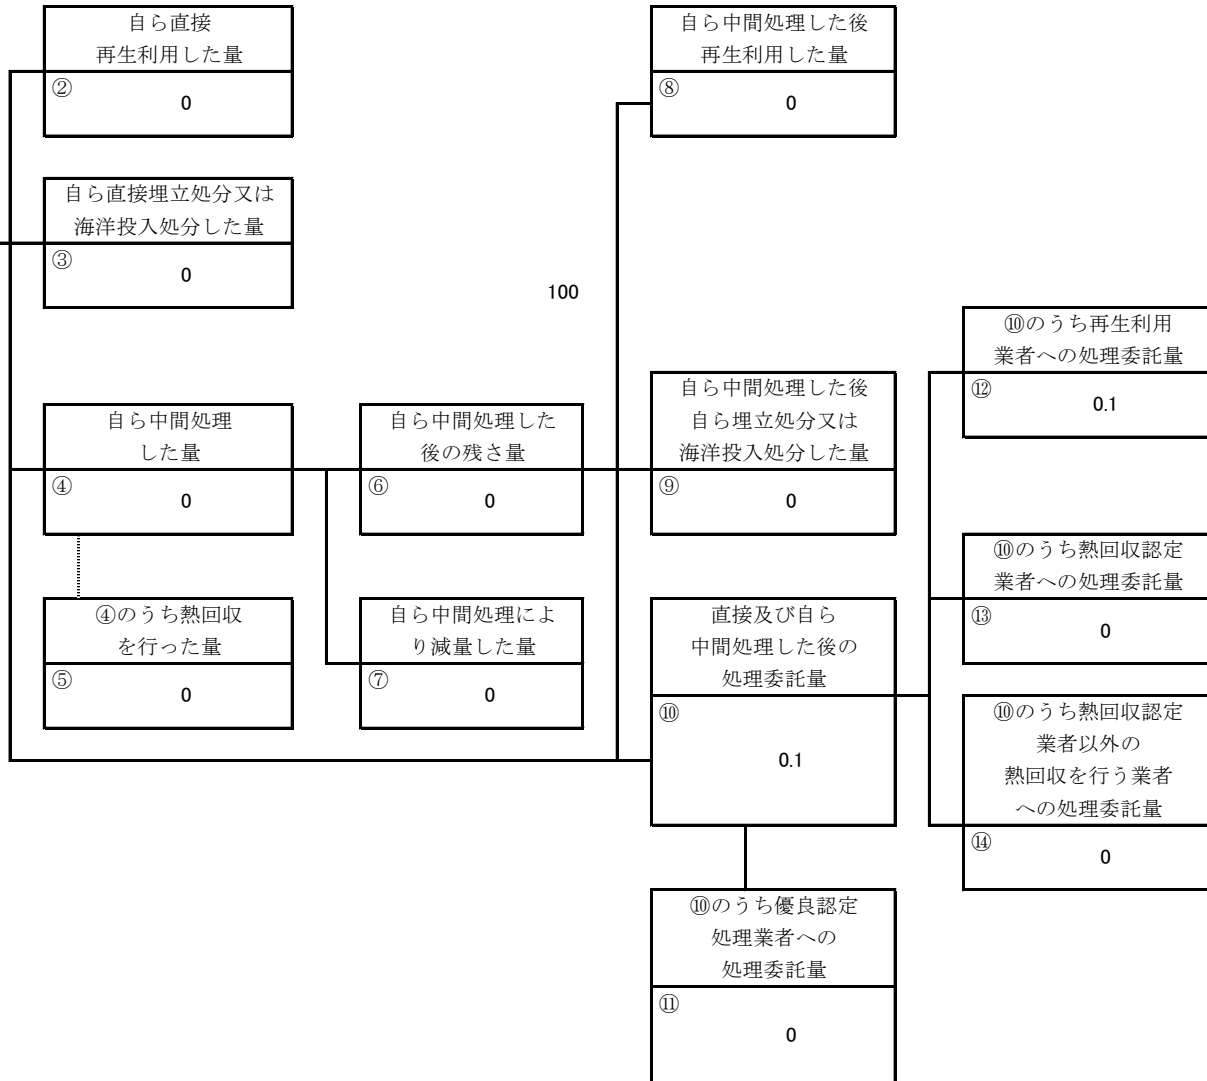 自ら直接
再生利用した量
②
0
自ら中間処理した後
再生利用した量
⑧
0
自ら直接埋立処分又は
海洋投入処分した量
③
0
100
⑩のうち再生利用
業者への処理委託量
⑫
0.1
自ら中間処理
した量
④
0
自ら中間処理した
後の残さ量
⑥
0
自ら中間処理した後
自ら埋立処分又は
海洋投入処分した量
⑨
0
⑩のうち熱回収認定
業者への処理委託量
⑬
0
④のうち熱回収
を行った量
⑤
0
自ら中間処理によ
り減量した量
⑦
0
直接及び自ら
中間処理した後の
処理委託量
⑩
0.1
⑩のうち熱回収認定
業者以外の
熱回収を行う業者
への処理委託量
⑭
0
⑩のうち優良認定
処理業者への
処理委託量
⑪
0